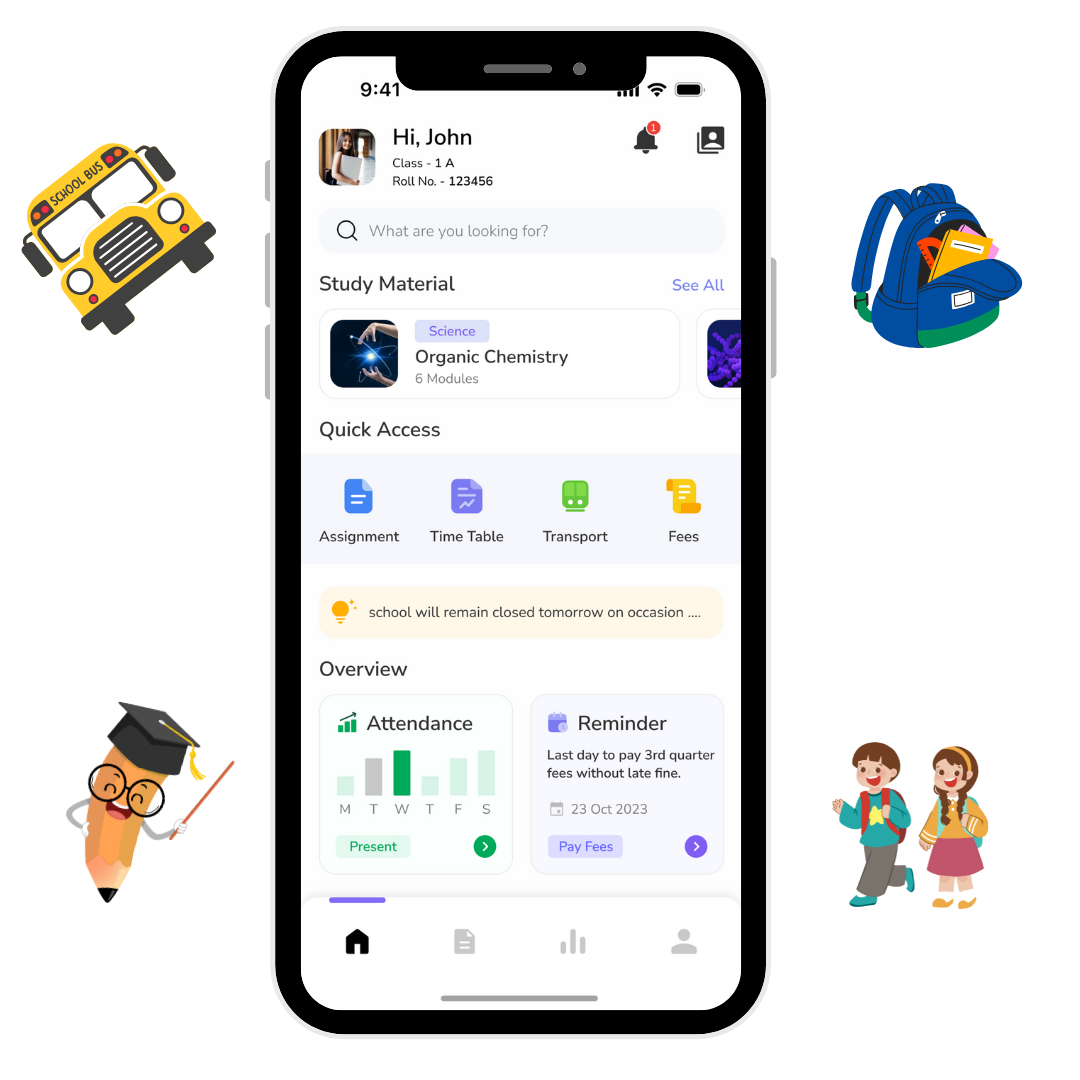 SCHOOL BUS
9:41
1
Hi, John
Class - 1 A
Roll No. - 123456
What are you looking for?
Study Material
See All
Science
Organic Chemistry
6 Modules
Quick Access
Assignment
Time Table
Transport
Fees
school will remain closed tomorrow on occasion ....
Overview
Attendance
M T W T F S
Present
Reminder
Last day to pay 3rd quarter
fees without late fine.
23 Oct 2023
Pay Fees